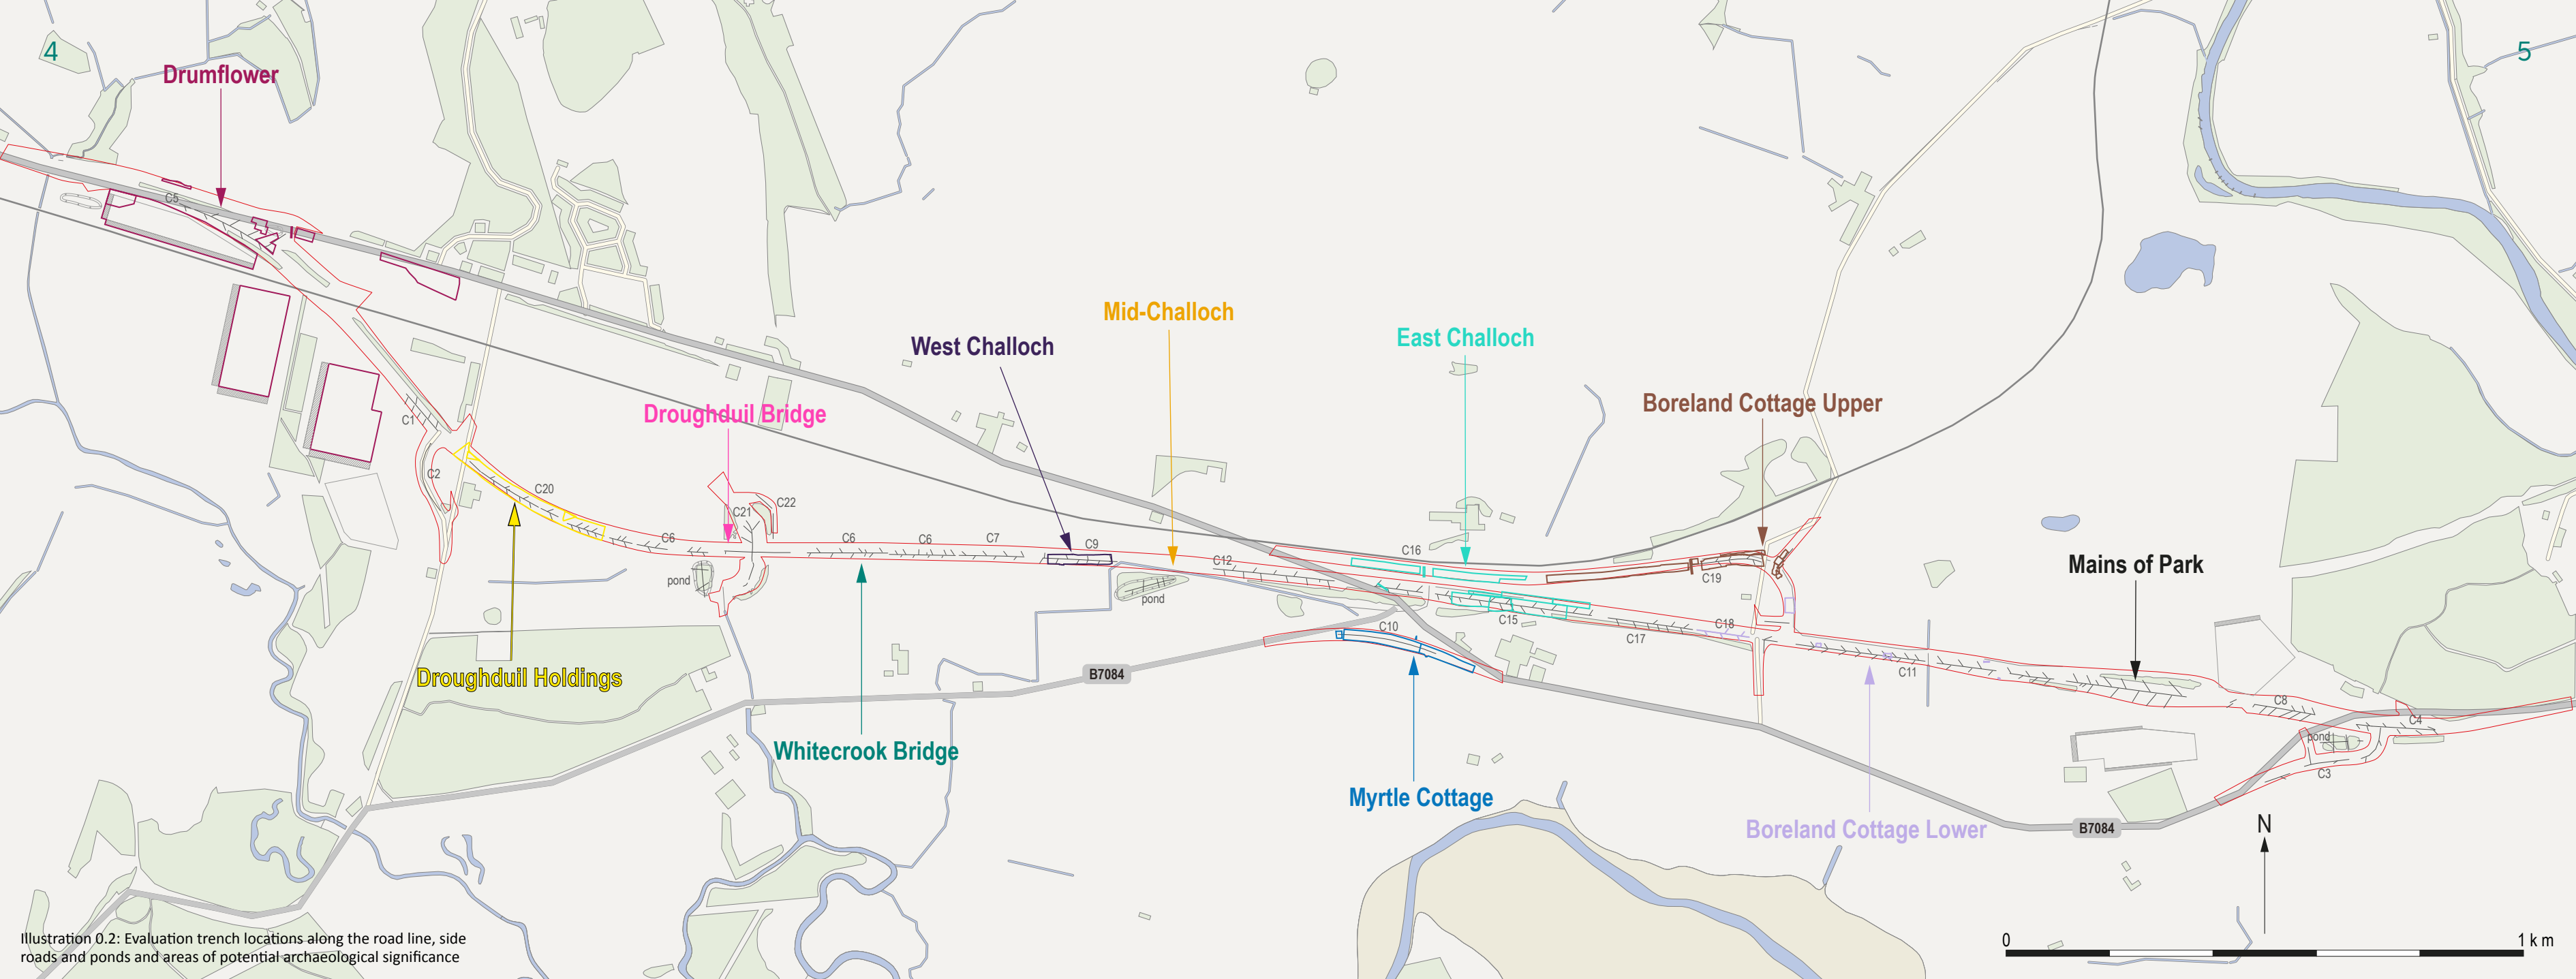 4
5
Drumflower
C5
Mid-Challoch
West Challoch
East Challoch
Boreland Cottage Upper
Droughduil Bridge
C1
C2
C20
C22
C21
C6
C6
C6
C7
C9
C12
C16
C19
pond
pond
C10
C15
C17
C18
C11
Mains of Park
C8
C4
pond
C3
Droughduil Holdings
B7084
Whitecrook Bridge
Myrtle Cottage
Boreland Cottage Lower
B7084
N
Illustration 0.2: Evaluation trench locations along the road line, side
roads and ponds and areas of potential archaeological significance
0
1 k m